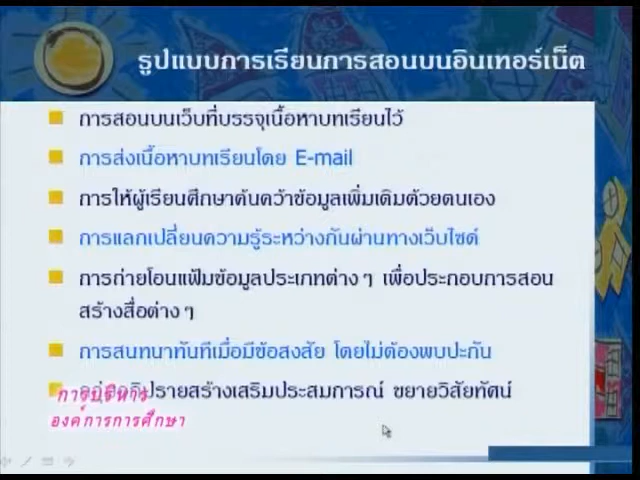 รูปแบบการเรียนการสอนบนอินเทอร์เน็ต
การสอนบนเว็บที่บรรจุเนื้อหาบทเรียนไว้
การส่งเนื้อหาบทเรียนโดย E-mail
การให้ผู้เรียนศึกษาค้นคว้าข้อมูลเพิ่มเติมด้วยตนเอง
การแลกเปลี่ยนความรู้ระหว่างกันผ่านทางเว็บไซต์
การถ่ายโอนแฟ้มข้อมูลประเภทต่าง ๆ เพื่อประกอบการสอน
สร้างสื่อต่าง ๆ
การสนทนาทันทีเมื่อมีข้อสงสัย โดยไม่ต้องพบปะกัน
สร้างเสริมประสบการณ์ ขยายวิสัยทัศน์
การบริหาร
องค์การการศึกษา